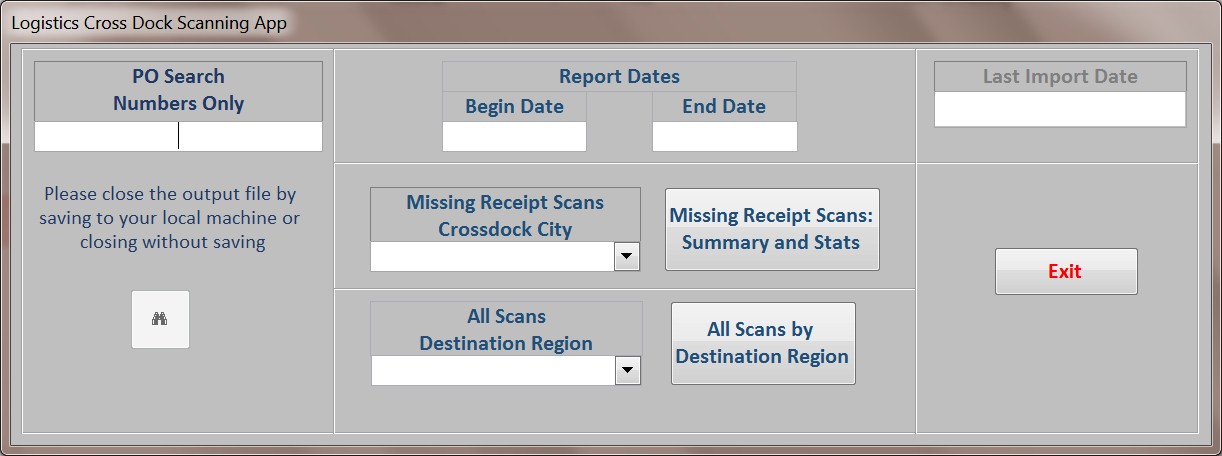 Logistics Cross Dock Scanning App
PO Search
Numbers Only
Please close the output file by
saving to your local machine or
closing without saving
Report Dates
Begin Date
End Date
Missing Receipt Scans
Crossdock City
Missing Receipt Scans:
Summary and Stats
All Scans
Destination Region
All Scans by
Destination Region
Last Import Date
Exit